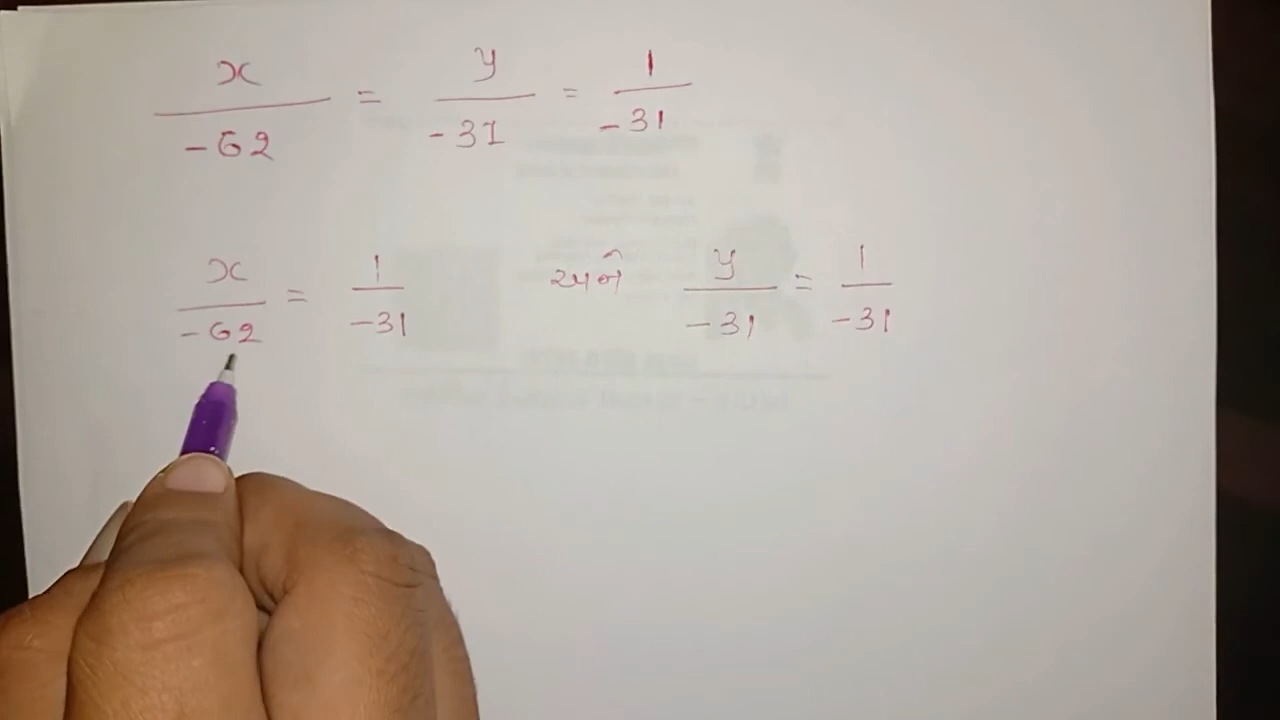 x/-62 = y/-31 = 1/-31
x/-62 = 1/-31 અને y/-31 = 1/-31